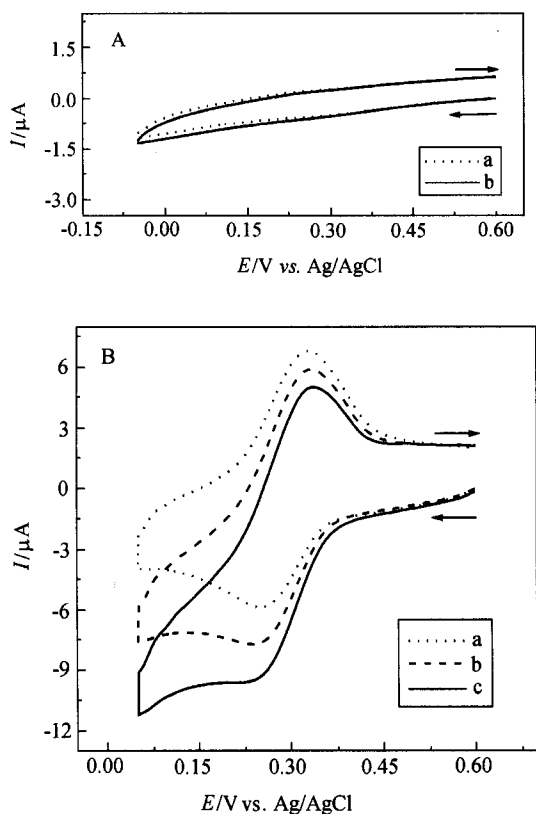 A
1.5
0.0
-1.5
-3.0
I/μA
a
b
-0.15 0.00 0.15 0.30 0.45 0.60
E/V vs. Ag/AgCl
B
6
3
0
-3
-6
-9
-12
I/μA
a
b
c
0.00 0.15 0.30 0.45 0.60
E/V vs. Ag/AgCl